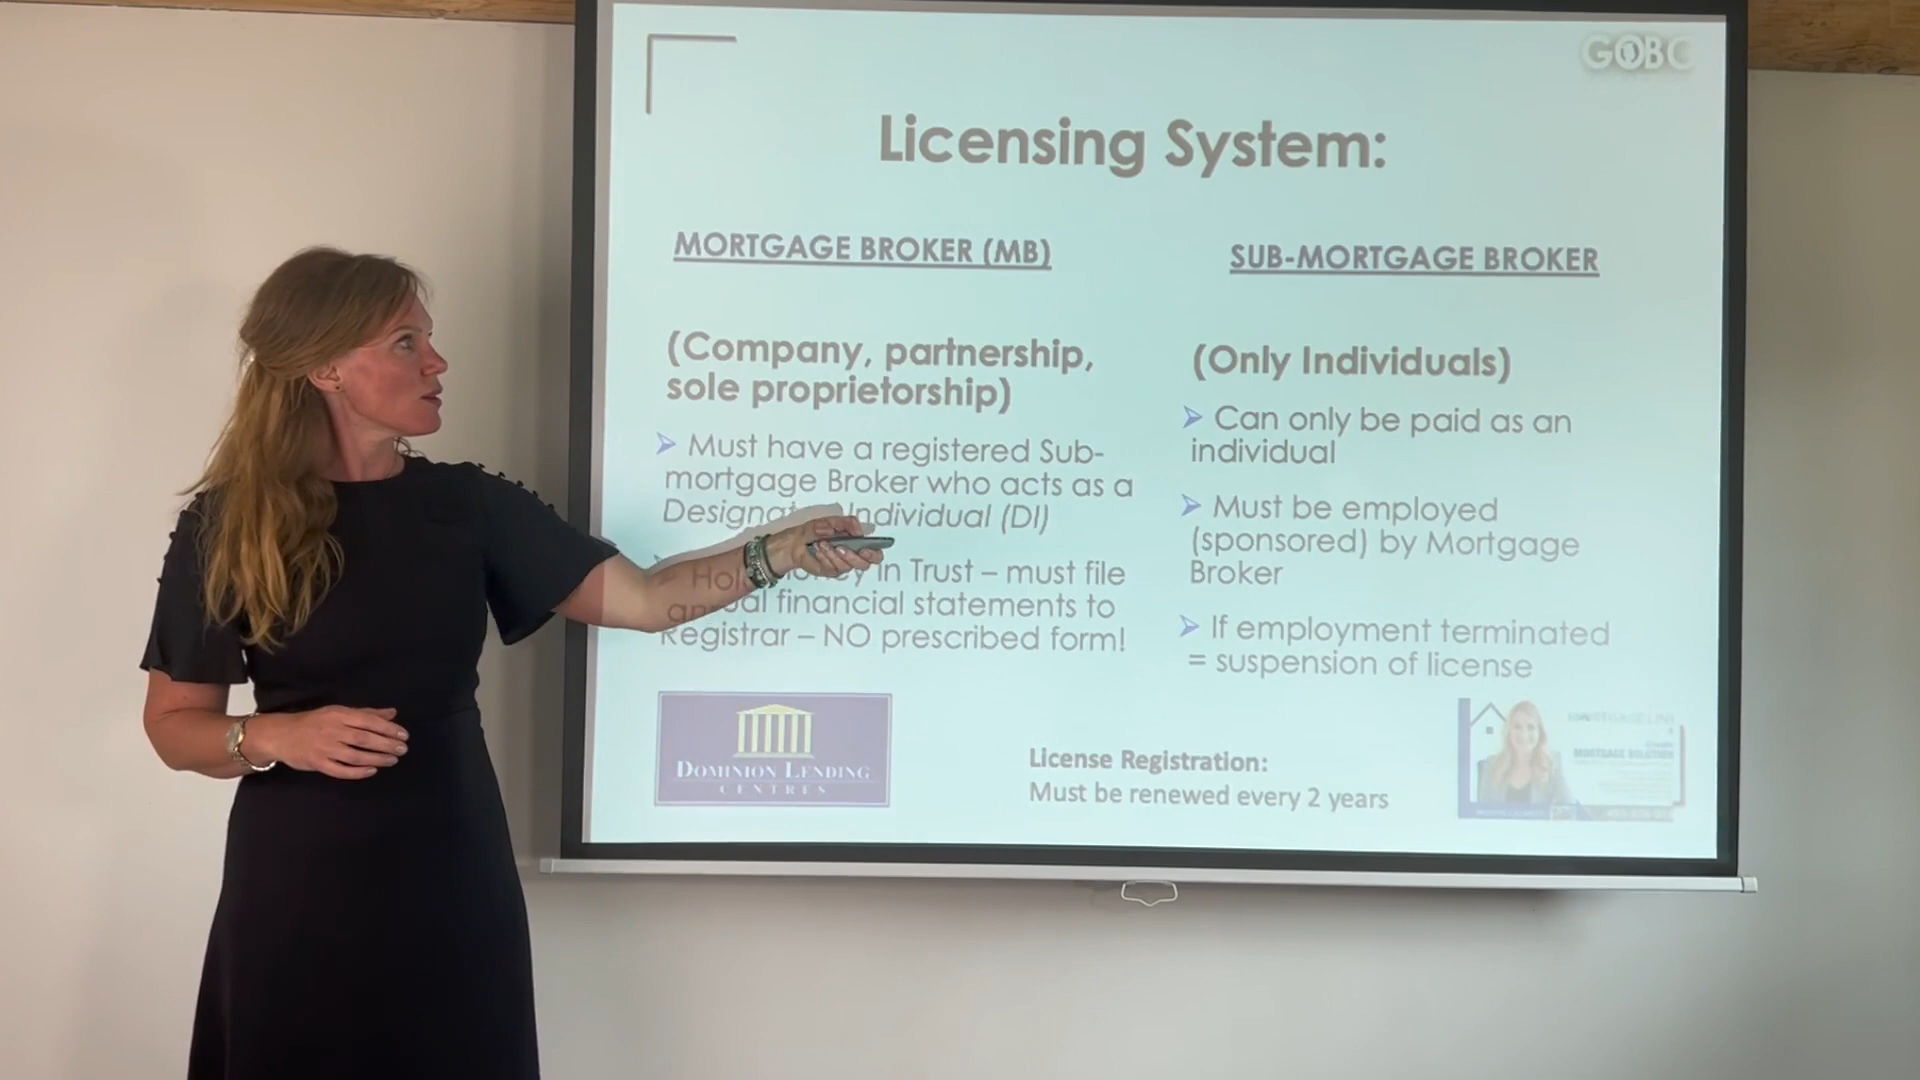 GOBC
Licensing System:
MORTGAGE BROKER (MB)
(Company, partnership,
sole proprietorship)
➢ Must have a registered Sub-
mortgage Broker who acts as a
Individual (DI)
in Trust – must file
financial statements to
Registrar – NO prescribed form!
DOMINION LENDING
CENTRES
SUB-MORTGAGE BROKER
(Only Individuals)
➢ Can only be paid as an
individual
➢ Must be employed
(sponsored) by Mortgage
Broker
➢ If employment terminated
= suspension of license
License Registration:
Must be renewed every 2 years